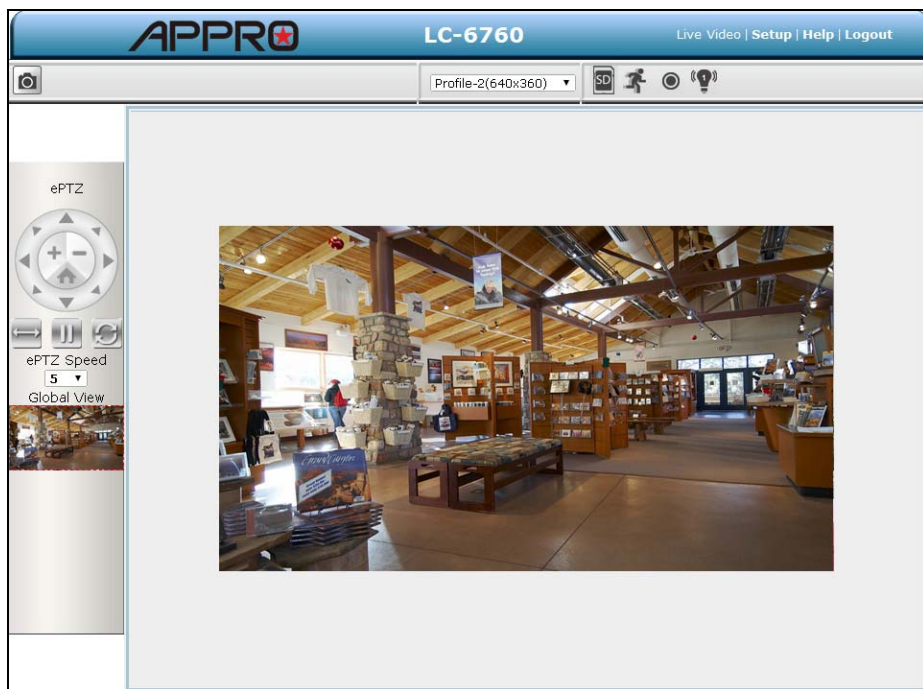 APPRO
LC-6760
Live Video | Setup | Help | Logout
Profile-2(640x360)
SD
ePTZ
ePTZ Speed
5
Global View